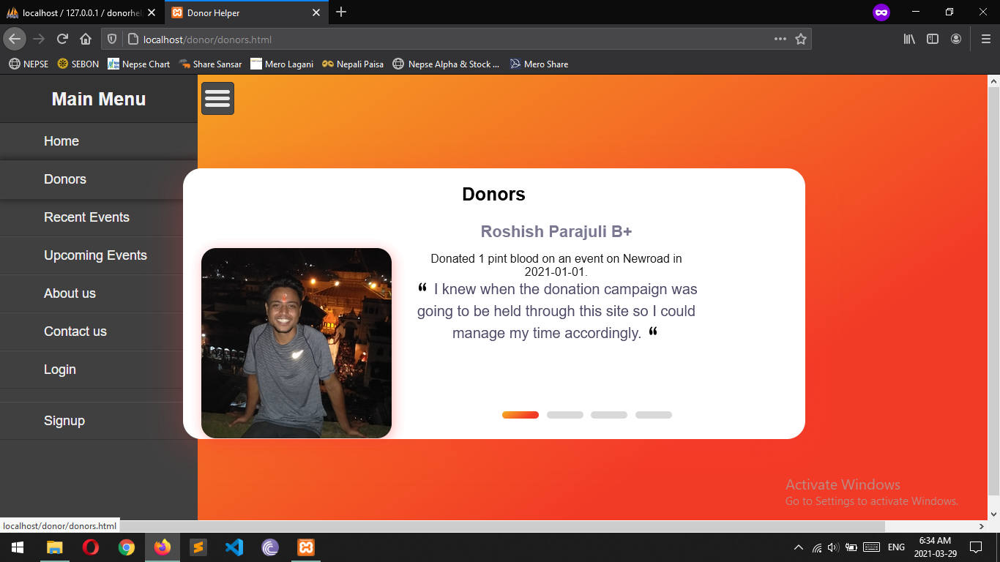 localhost / 127.0.0.1 / donorhel
Donor Helper
localhost/donor/donors.html
NEPSE
SEBON
Nepse Chart
Share Sansar
Mero Lagani
Nepali Paisa
Nepse Alpha & Stock ...
Mero Share
Main Menu
Home
Donors
Recent Events
Upcoming Events
About us
Contact us
Login
Signup
Donors
Roshish Parajuli B+
Donated 1 pint blood on an event on Newroad in
2021-01-01.
❝ I knew when the donation campaign was
going to be held through this site so I could
manage my time accordingly. ❝
Activate Windows
Go to Settings to activate Windows.
localhost/donor/donors.html
ENG
6:34 AM
2021-03-29